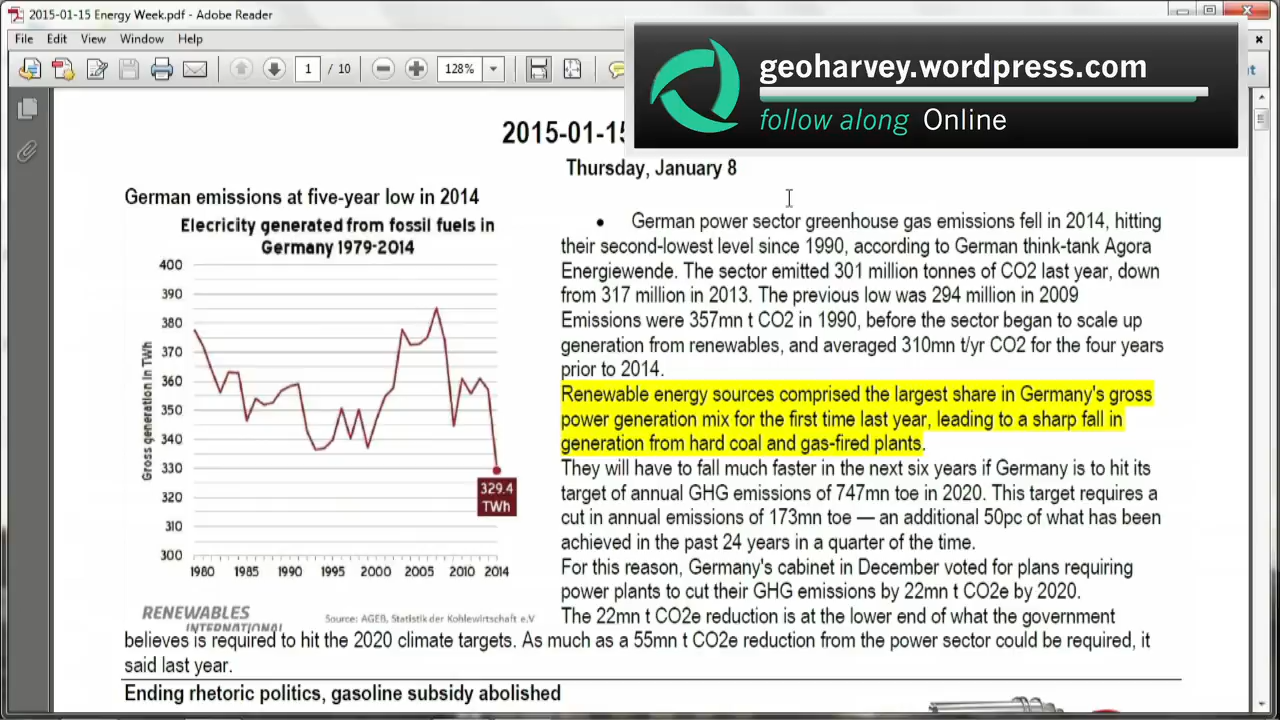 2015-01-15 Energy Week.pdf - Adobe Reader
File Edit View Window Help
1 / 10 128%
geoharvey.wordpress.com
follow along Online
2015-01-15
Thursday, January 8
German emissions at five-year low in 2014
Elecricity generated from fossil fuels in
Germany 1979-2014
400
390
380
370
360
350
340
330
320
310
300
Gross generation in TWh
329.4
TWh
1980 1985 1990 1995 2000 2005 2010 2014
RENEWABLES
INTERNATIONAL
Source: AGEB, Statistik der Kohlewirtschaft e.V
• German power sector greenhouse gas emissions fell in 2014, hitting
their second-lowest level since 1990, according to German think-tank Agora
Energiewende. The sector emitted 301 million tonnes of CO2 last year, down
from 317 million in 2013. The previous low was 294 million in 2009
Emissions were 357mn t CO2 in 1990, before the sector began to scale up
generation from renewables, and averaged 310mn t/yr CO2 for the four years
prior to 2014.
Renewable energy sources comprised the largest share in Germany's gross
power generation mix for the first time last year, leading to a sharp fall in
generation from hard coal and gas-fired plants.
They will have to fall much faster in the next six years if Germany is to hit its
target of annual GHG emissions of 747mn toe in 2020. This target requires a
cut in annual emissions of 173mn toe — an additional 50pc of what has been
achieved in the past 24 years in a quarter of the time.
For this reason, Germany's cabinet in December voted for plans requiring
power plants to cut their GHG emissions by 22mn t CO2e by 2020.
The 22mn t CO2e reduction is at the lower end of what the government
believes is required to hit the 2020 climate targets. As much as a 55mn t CO2e reduction from the power sector could be required, it
said last year.
Ending rhetoric politics, gasoline subsidy abolished